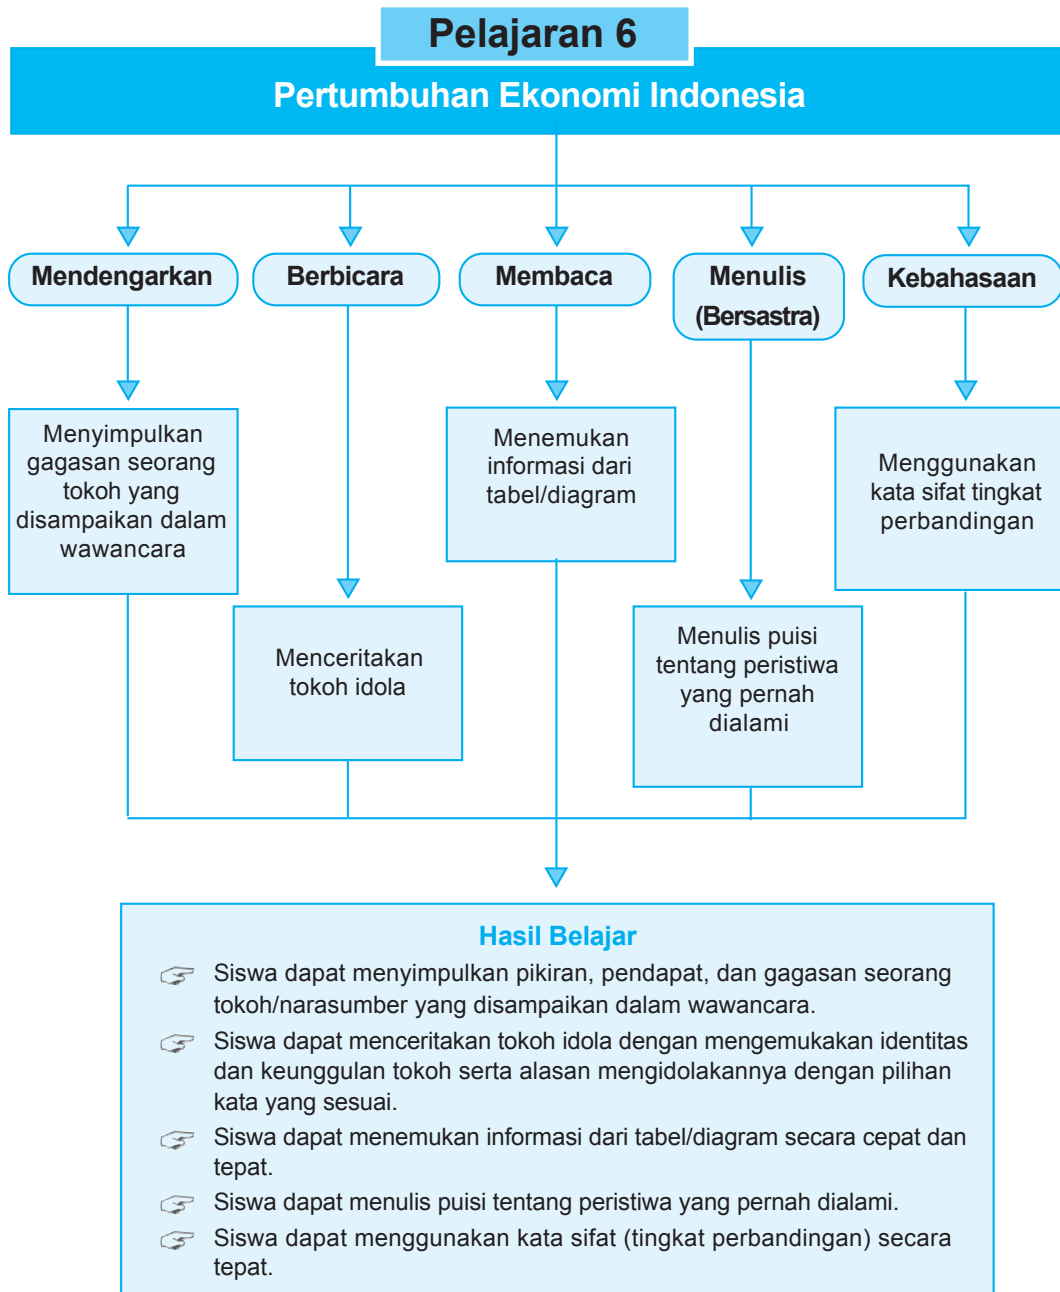 Pelajaran 6
Pertumbuhan Ekonomi Indonesia
Mendengarkan
Berbicara
Membaca
Menulis
(Bersastra)
Kebahasaan
Menyimpulkan
gagasan seorang
tokoh yang
disampaikan dalam
wawancara
Menceritakan
tokoh idola
Menemukan
informasi dari
tabel/diagram
Menulis puisi
tentang peristiwa
yang pernah
dialami
Menggunakan
kata sifat tingkat
perbandingan
Hasil Belajar
Siswa dapat menyimpulkan pikiran, pendapat, dan gagasan seorang
tokoh/narasumber yang disampaikan dalam wawancara.
Siswa dapat menceritakan tokoh idola dengan mengemukakan identitas
dan keunggulan tokoh serta alasan mengidolakannya dengan pilihan
kata yang sesuai.
Siswa dapat menemukan informasi dari tabel/diagram secara cepat dan
tepat.
Siswa dapat menulis puisi tentang peristiwa yang pernah dialami.
Siswa dapat menggunakan kata sifat (tingkat perbandingan) secara
tepat.